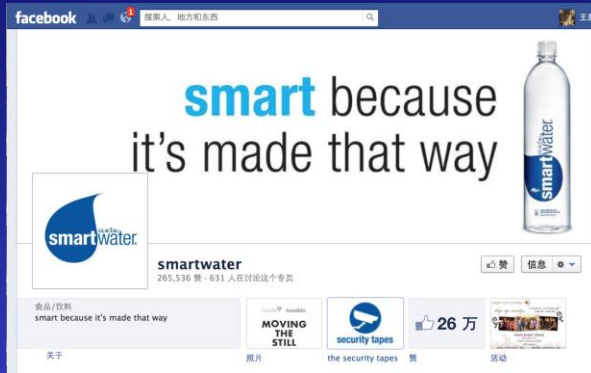 facebook
1
搜索人、地方和东西
smart because
it's made that way
glacéau
smartwater
smartwater
smartwater
265,536 赞 · 631 人在讨论这个专页
赞
信息
食品/饮料
smart because it's made that way
关于
MOVING
THE
STILL
照片
security tapes
the security tapes
26 万
赞
活动